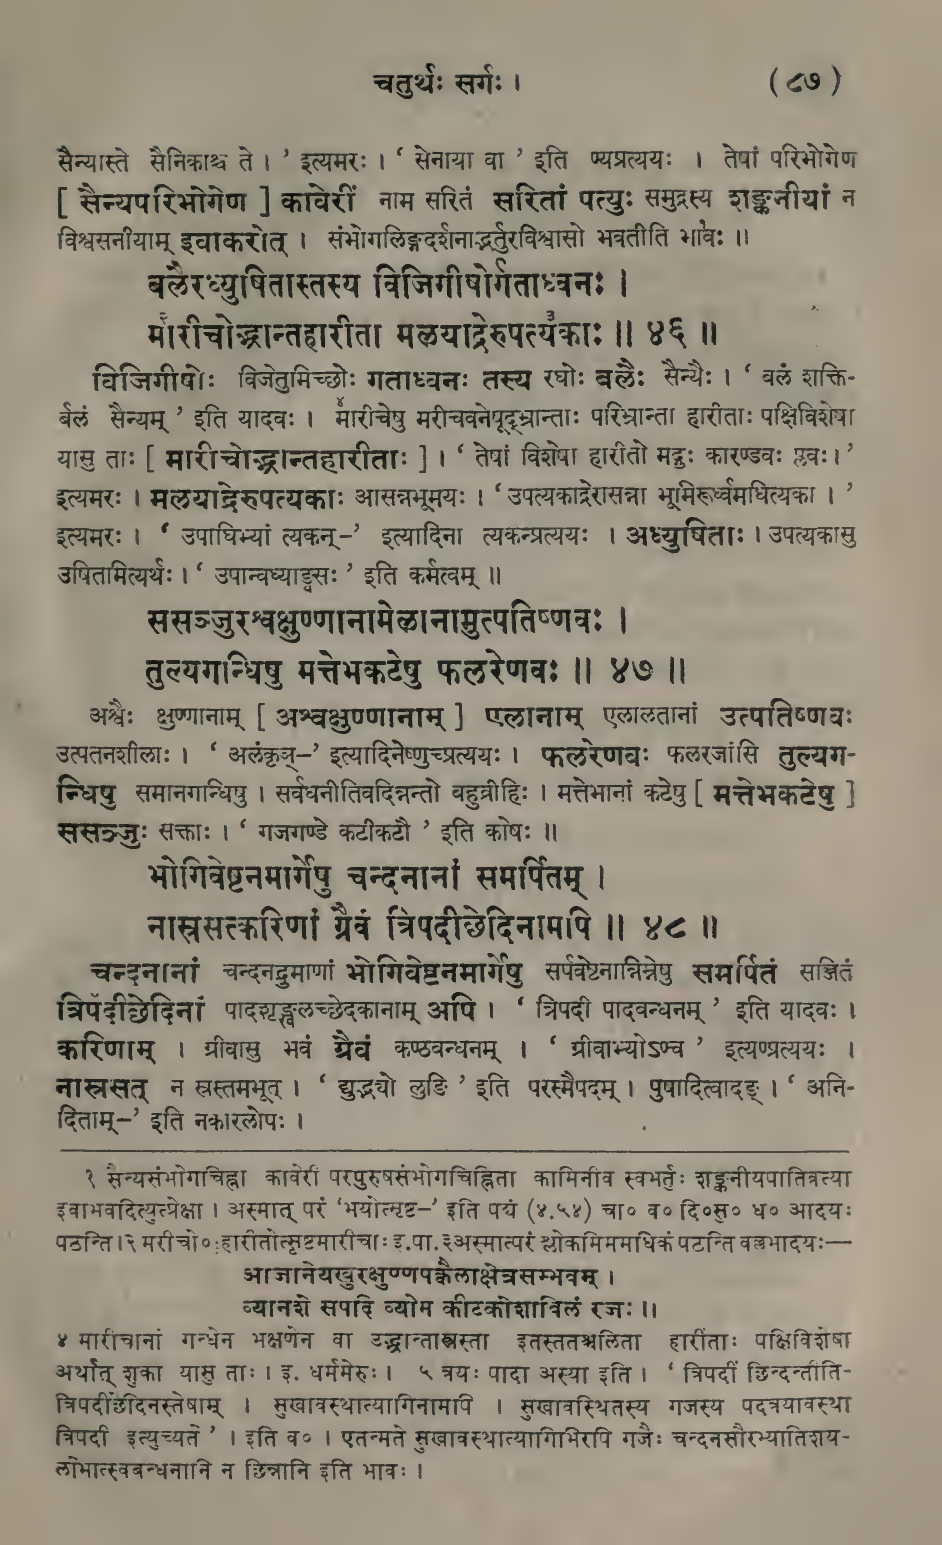 चतुर्थः सर्गः ।
( ८७ )
सैन्यास्ते सैनिकाश्च ते । ’ इत्यमरः । ‘ सेनाया वा ’ इति ण्यप्रत्ययः । तेषां परिभोगेण
[ सैन्यपरिभोगेण ] कावेरीं नाम सरितं सरितां पत्युः समुद्रस्य शङ्कनीयां न
विश्वसनीयाम् इवाकरोत् । संभोगलिङ्गदर्शनाद्भर्तुरविश्वासो भवतीति भावः ॥
बलैरध्युषितास्तस्य विजिगीषोर्गताध्वनः ।
मारीचोद्भ्रान्तहारीता मलयाद्रेरुपत्यकाः ॥ ४६ ॥
विजिगीषोः विजेतुमिच्छोः गताध्वनः तस्य रघोः बलैः सैन्यैः । ‘ बलं शक्ति-
र्बलं सैन्यम् ’ इति यादवः । मारीचेषु मरीचवनेषूद्भ्रान्ताः परिभ्रान्ता हारीताः पक्षिविशेषा
यासु ताः [ मारीचोद्भ्रान्तहारीताः ] । ‘ तेषां विशेषा हारीतो मद्गुः कारण्डवः प्लवः । ’
इत्यमरः । मलयाद्रेरुपत्यकाः आसन्नभूमयः । ‘ उपत्यकाद्रेरासन्ना भूमिरूर्ध्वमधित्यका । ’
इत्यमरः । ‘ उपाधिभ्यां त्यकन्–’ इत्यादिना त्यकन्प्रत्ययः । अध्युषिताः । उपत्यकासु
उषितमित्यर्थः । ‘ उपान्वध्याङ्वसः ’ इति कर्मत्वम् ॥
ससञ्जुरश्वक्षुण्णानामेलानामुत्पतिष्णवः ।
तुल्यगन्धिषु मत्तेभकटेषु फलरेणवः ॥ ४७ ॥
अश्वैः क्षुण्णानाम् [ अश्वक्षुण्णानाम् ] एलानाम् एलालतानां उत्पतिष्णवः
उत्पतनशीलाः । ‘ अलंकृञ्–’ इत्यादिनेष्णुच्प्रत्ययः । फलरेणवः फलरजांसि तुल्यग-
न्धिषु समानगन्धिषु । सर्वधनीतिवदिन्नन्तो बहुव्रीहिः । मत्तेभानां कटेषु [ मत्तेभकटेषु ]
ससञ्जुः सक्ताः । ‘ गजगण्डे कटीकटौ ’ इति कोषः ॥
भोगिवेष्टनमार्गेषु चन्दनानां समर्पितम् ।
नास्रसत्करिणां ग्रैवं त्रिपदीछेदिनामपि ॥ ४८ ॥
चन्दनानां चन्दनद्रुमाणां भोगिवेष्टनमार्गेषु सर्पवेष्टनान्निम्नेषु समर्पितं सञ्जितं
त्रिपदीछेदिनां पादशृङ्खलच्छेदकानाम् अपि । ‘ त्रिपदी पादबन्धनम् ’ इति यादवः ।
करिणाम् । ग्रीवासु भवं ग्रैवं कण्ठबन्धनम् । ‘ ग्रीवाभ्योऽण्च ’ इत्यण्प्रत्ययः ।
नास्रसत् न स्रस्तमभूत् । ‘ द्युद्भ्यो लुङि ’ इति परस्मैपदम् । पुषादित्वादङ् । ‘ अनि-
दिताम्–’ इति नकारलोपः ।
१ सैन्यसंभोगचिह्ना कावेरी परपुरुषसंभोगचिह्निता कामिनीव स्वभर्तुः शङ्कनीयपातिव्रत्या
इवाभवदित्युत्प्रेक्षा । अस्मात् परं ‘भयोत्सृष्ट–’ इति पयं (४.५४) चा० व० दि०सु० ध० आदयः
पठन्ति । २ मरीचो०ःहारीतोत्सृष्टमारीचाः इ.पा. ३अस्मात्परं श्लोकमिममधिकं पठन्ति वल्लभादयः—
आजानेयखुरक्षुण्णपक्वैलाक्षेत्रसम्भवम् ।
व्यानशे सपदि व्योम कीटकोशाविलं रजः ॥
४ मारीचानां गन्धेन भक्षणेन वा उद्भ्रान्तास्त्रस्ता इतस्ततश्चलिता हारीताः पक्षिविशेषा
अर्थात् शुका यासु ताः । इ. धर्ममेरुः । ५ त्रयः पादा अस्या इति । ‘ त्रिपदीं छिन्दन्तीति-
त्रिपदींछेदिनस्तेषाम् । सुखावस्थात्यागिनामपि । सुखावस्थितस्य गजस्य पदत्रयावस्था
त्रिपदी इत्युच्यते ’ । इति व० । एतन्मते सुखावस्थात्यागिभिरपि गजैः चन्दनसौरभ्यातिशय-
लोभात्स्वबन्धनानि न छिन्नानि इति भावः ।